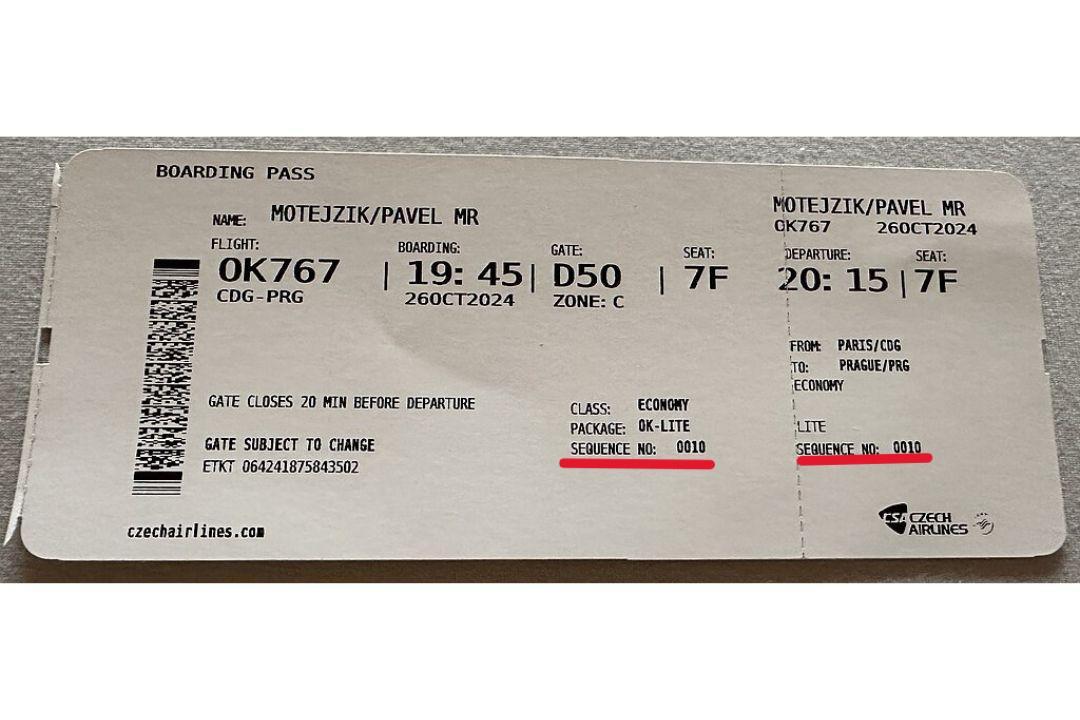 BOARDING PASS
NAME: MOTEJZIK/PAVEL MR
FLIGHT: BOARDING: GATE: SEAT:
OK767 | 19:45 | D50 | 7F
CDG-PRG 26OCT2024 ZONE: C
GATE CLOSES 20 MIN BEFORE DEPARTURE
GATE SUBJECT TO CHANGE
ETKT 064241875843502
CLASS: ECONOMY
PACKAGE: OK-LITE
SEQUENCE NO: 0010
czechairlines.com
MOTEJZIK/PAVEL MR
OK767 26OCT2024
DEPARTURE: SEAT:
20:15 | 7F
FROM: PARIS/CDG
TO: PRAGUE/PRG
ECONOMY
LITE
SEQUENCE NO: 0010
CSA CZECH
AIRLINES